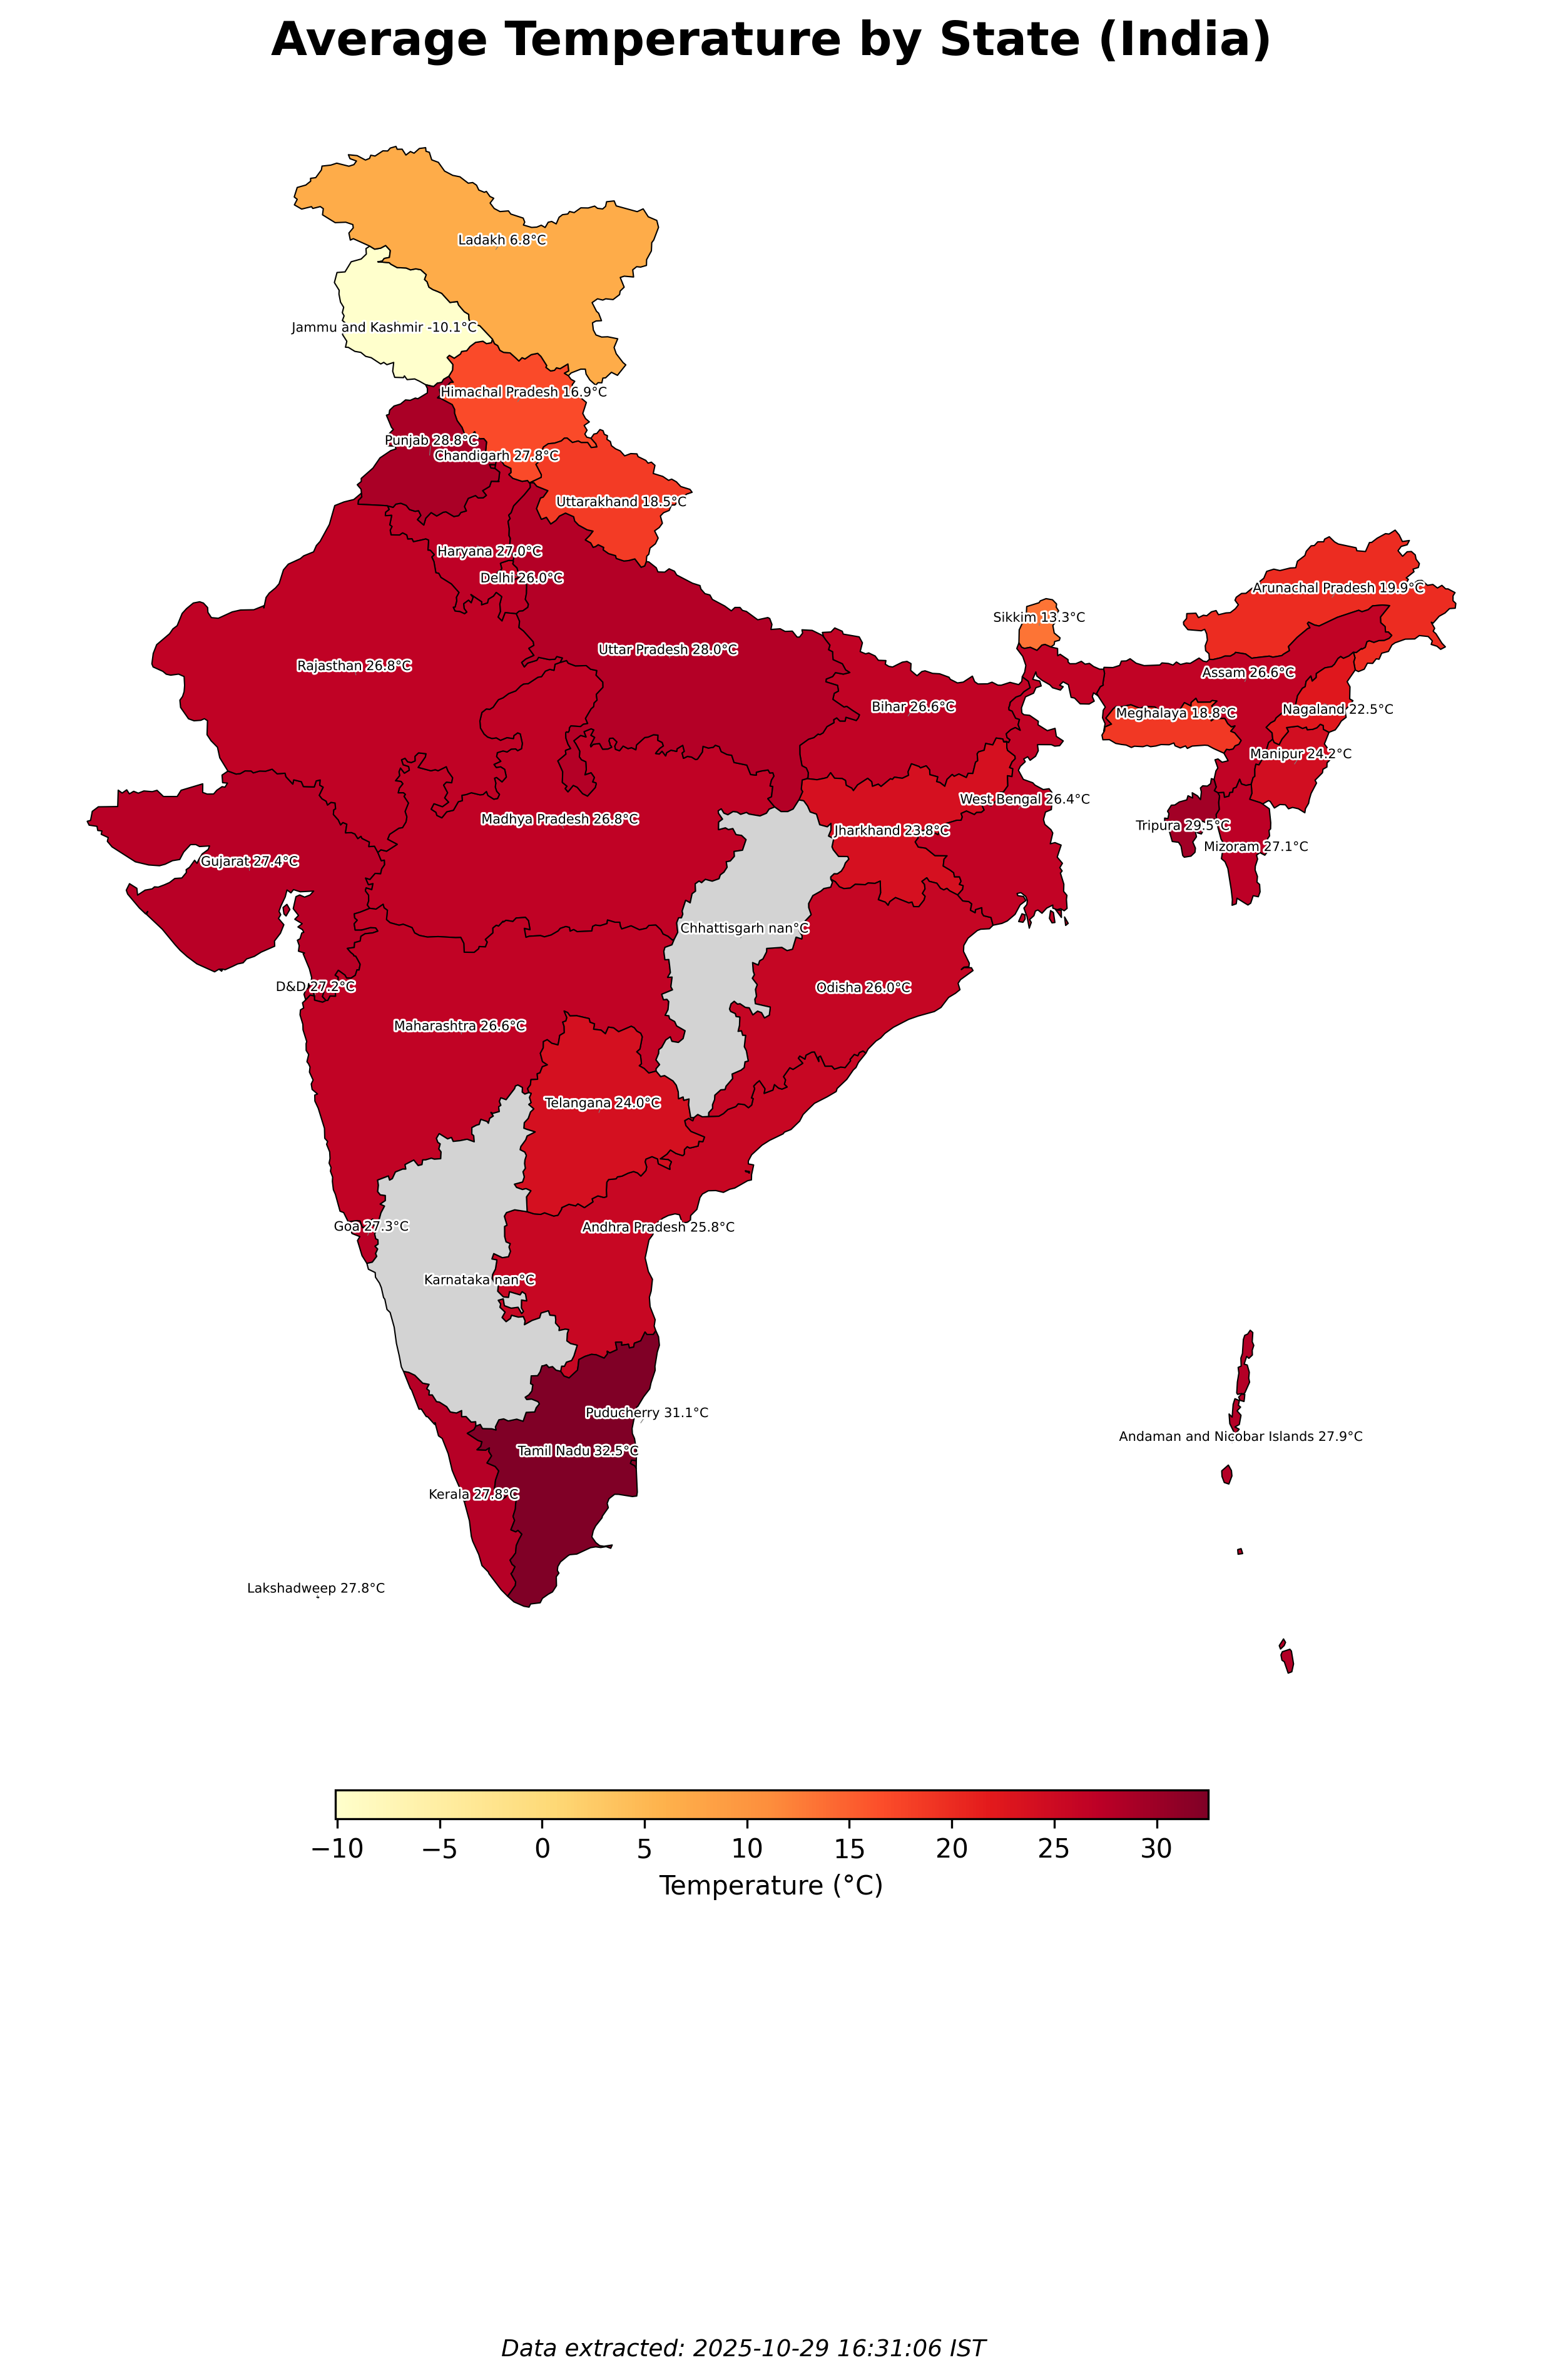 Average Temperature by State (India)
Ladakh 6.8°C
Jammu and Kashmir -10.1°C
Himachal Pradesh 16.9°C
Punjab 28.8°C
Chandigarh 27.8°C
Uttarakhand 18.5°C
Haryana 27.0°C
Delhi 26.0°C
Arunachal Pradesh 19.9°C
Sikkim 13.3°C
Uttar Pradesh 28.0°C
Rajasthan 26.8°C
Assam 26.6°C
Bihar 26.6°C
Meghalaya 18.8°C
Nagaland 22.5°C
Manipur 24.2°C
West Bengal 26.4°C
Madhya Pradesh 26.8°C
Jharkhand 23.8°C
Tripura 29.5°C
Mizoram 27.1°C
Gujarat 27.4°C
Chhattisgarh nan°C
D&D 27.2°C
Odisha 26.0°C
Maharashtra 26.6°C
Telangana 24.0°C
Goa 27.3°C
Andhra Pradesh 25.8°C
Karnataka nan°C
Puducherry 31.1°C
Andaman and Nicobar Islands 27.9°C
Tamil Nadu 32.5°C
Kerala 27.8°C
Lakshadweep 27.8°C
−10 −5 0 5 10 15 20 25 30
Temperature (°C)
Data extracted: 2025-10-29 16:31:06 IST